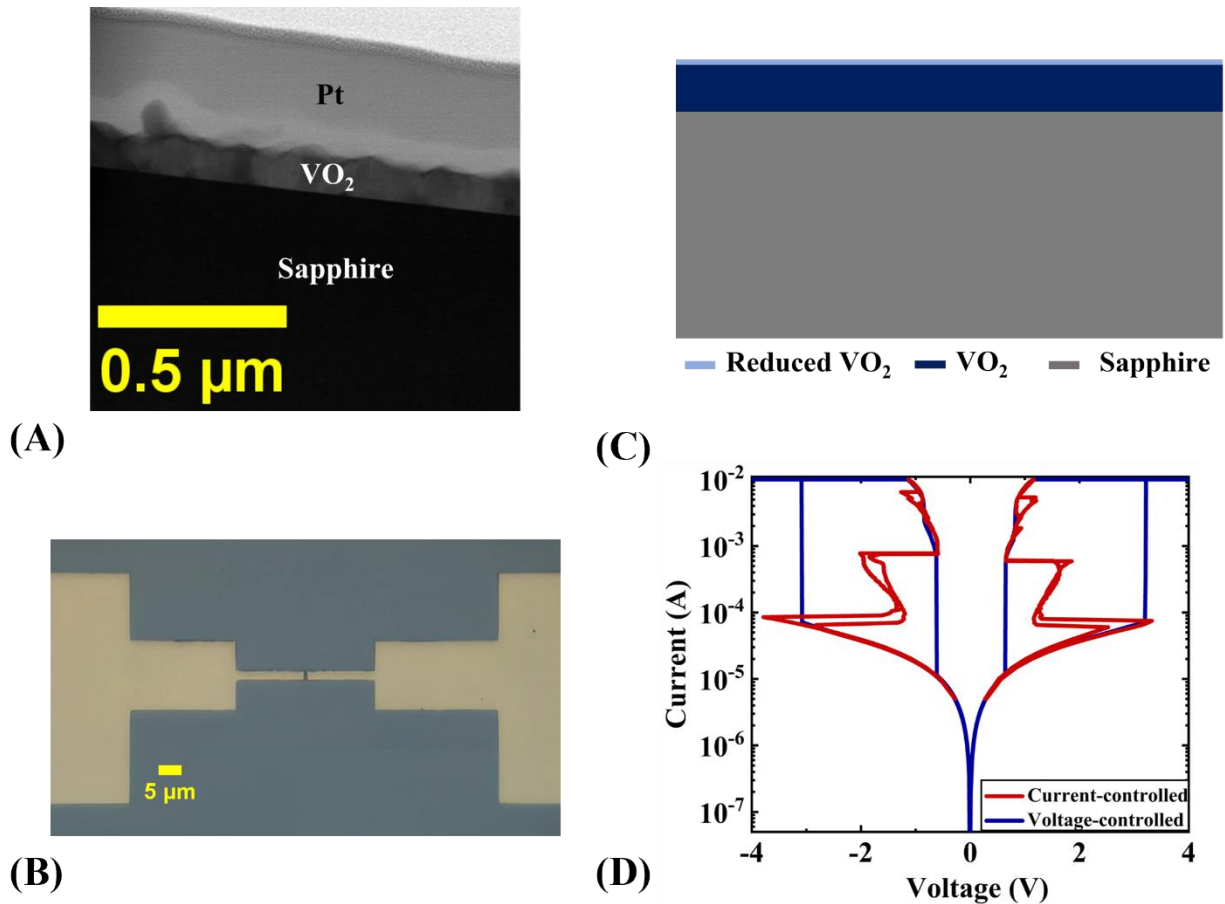 Pt
VO₂
Sapphire
0.5 μm
(A)
Reduced VO₂ VO₂ Sapphire
(C)
5 μm
(B)
10⁻²
10⁻³
10⁻⁴
10⁻⁵
10⁻⁶
10⁻⁷
Current (A)
Current-controlled
Voltage-controlled
-4 -2 0 2 4
Voltage (V)
(D)